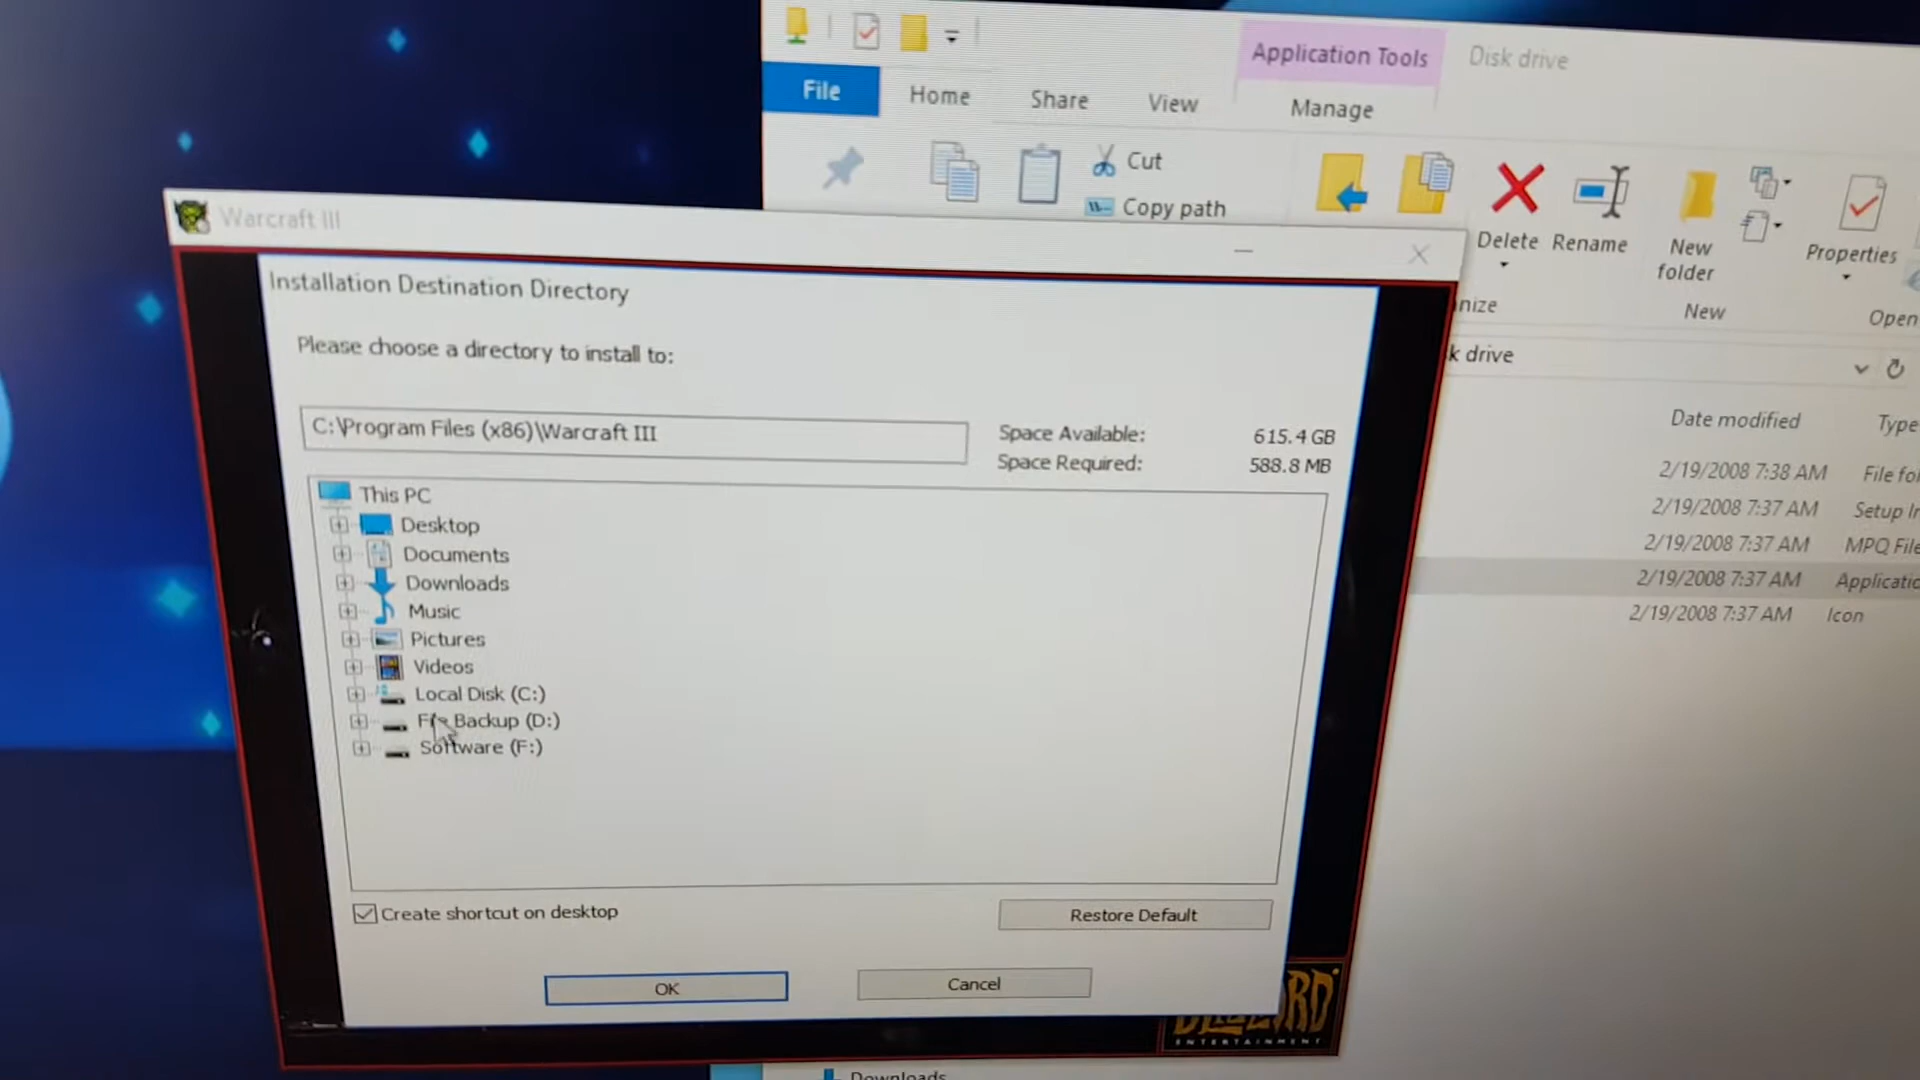 Application Tools
Disk drive
File
Home
Share
View
Manage
Cut
Copy path
Delete
Rename
New
folder
Properties
nize
New
Open
k drive
Date modified
Type
2/19/2008 7:38 AM
File fo
2/19/2008 7:37 AM
Setup In
2/19/2008 7:37 AM
MPQ File
2/19/2008 7:37 AM
Applicatio
2/19/2008 7:37 AM
Icon
Warcraft III
Installation Destination Directory
Please choose a directory to install to:
C:\Program Files (x86)\Warcraft III
Space Available: 615.4 GB
Space Required: 588.8 MB
This PC
Desktop
Documents
Downloads
Music
Pictures
Videos
Local Disk (C:)
File Backup (D:)
Software (F:)
Create shortcut on desktop
Restore Default
OK
Cancel
BLIZZARD
ENTERTAINMENT
Downloads